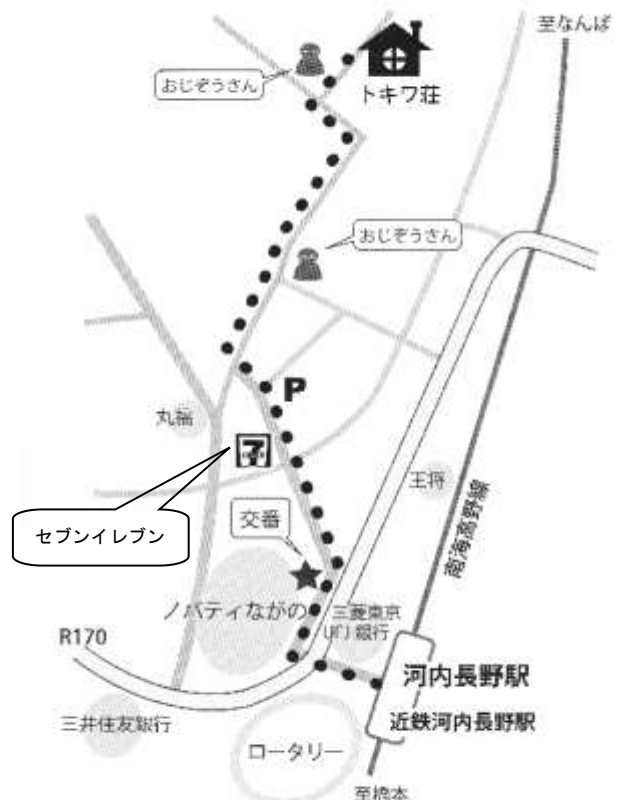 至なんば
おじぞうさん
トキワ荘
おじぞうさん
P
丸福
7
王将
セブンイレブン
交番
南海高野線
ノバティながの
三菱東京
UFJ銀行
R170
河内長野駅
三井住友銀行
近鉄河内長野駅
ロータリー
至橋本